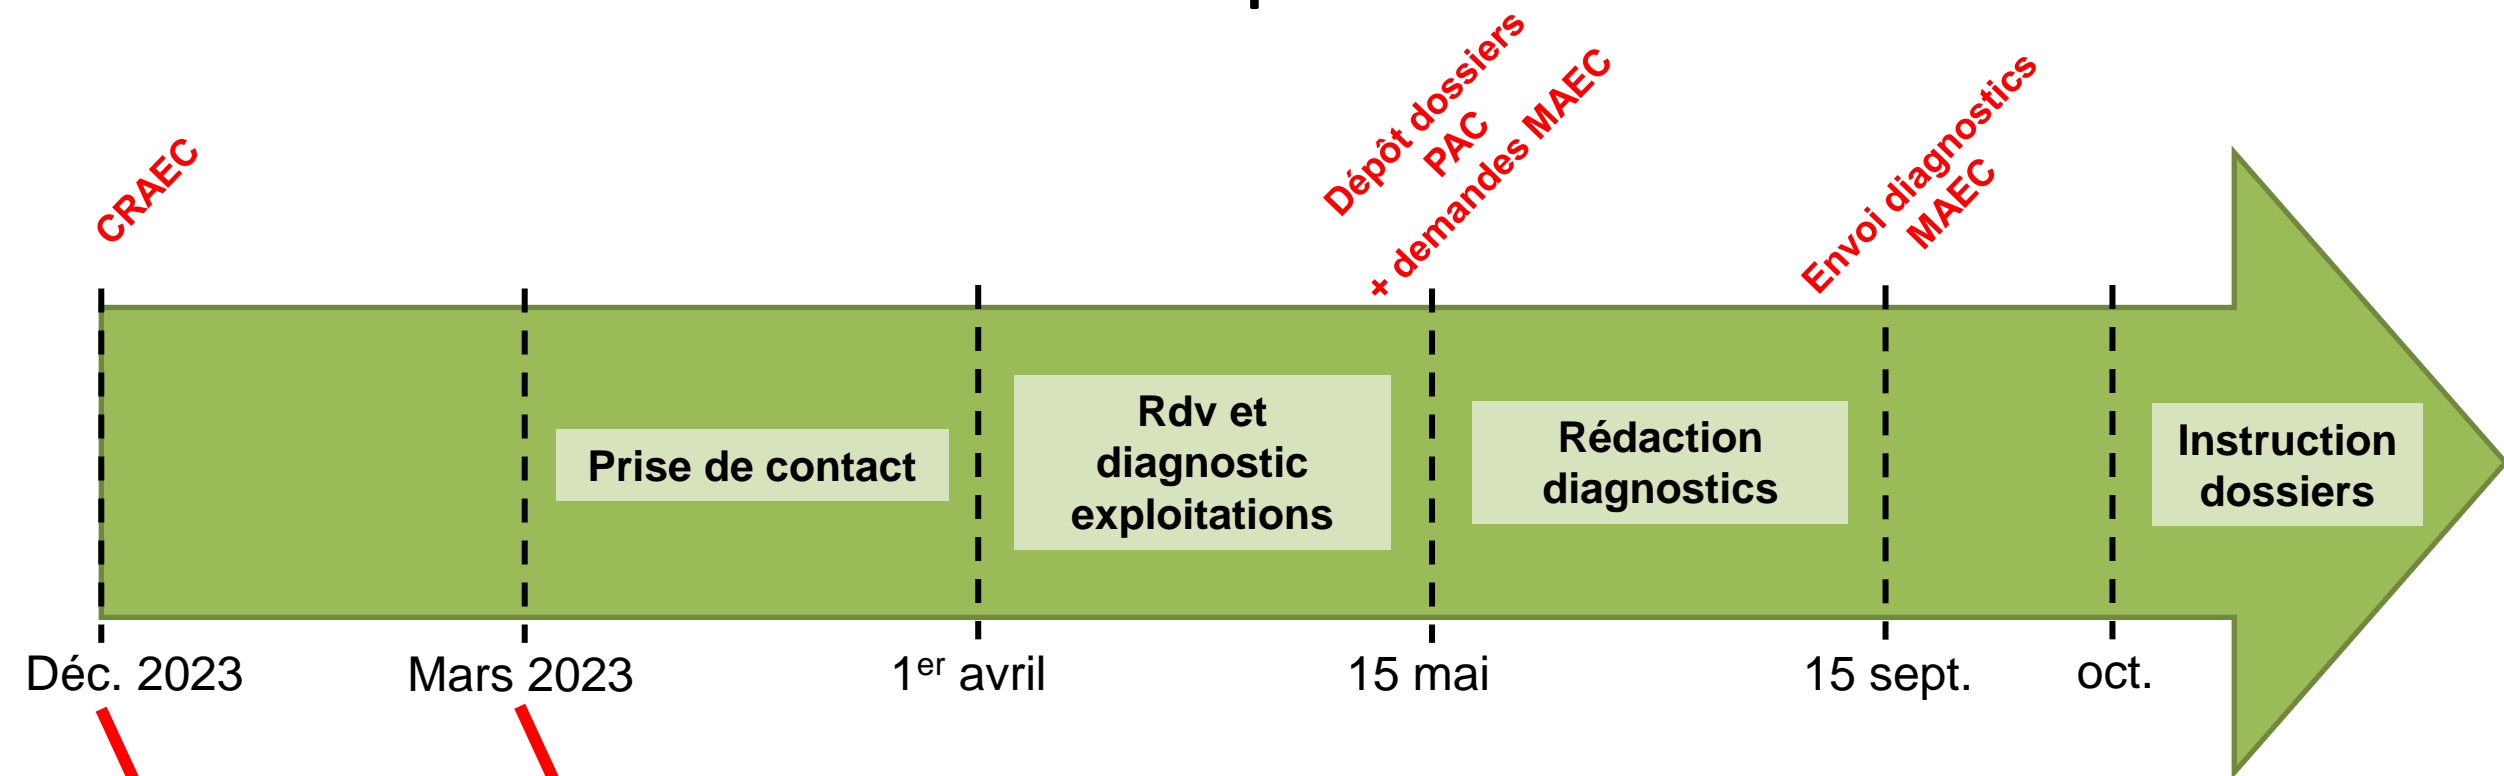 CRAEC
Dépôt dossiers
PAC
+ demandes MAEC
Envoi diagnostics
MAEC
Prise de contact
Rdv et
diagnostic
exploitations
Rédaction
diagnostics
Instruction
dossiers
Déc. 2023
Mars 2023
1er avril
15 mai
15 sept.
oct.